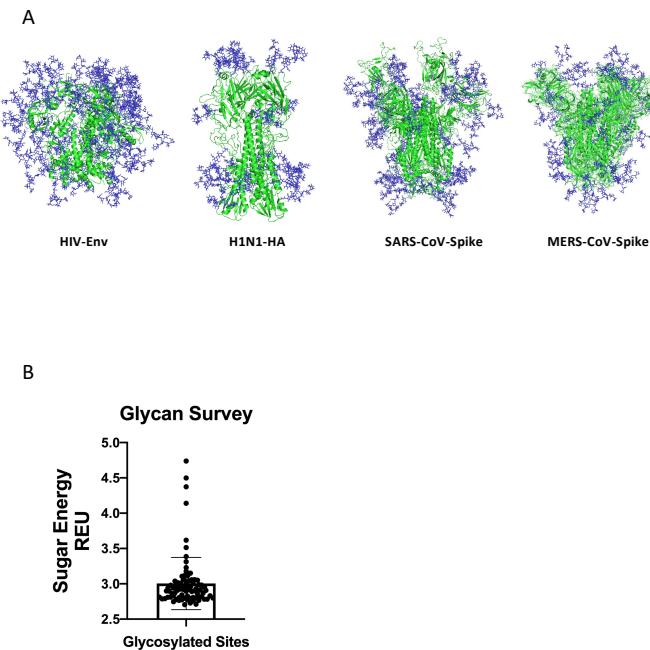 A
HIV-Env
H1N1-HA
SARS-CoV-Spike
MERS-CoV-Spike
B
Glycan Survey
Sugar Energy
REU
5.0
4.5
4.0
3.5
3.0
2.5
Glycosylated Sites